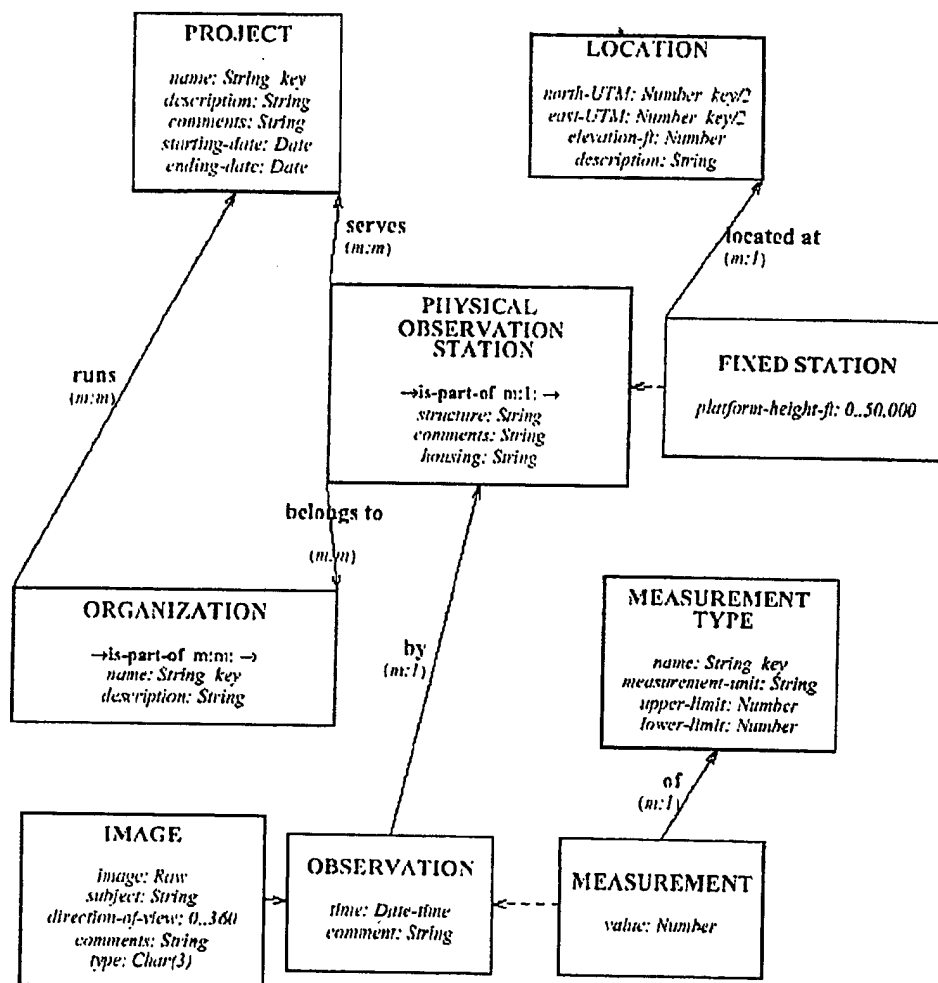 PROJECT
name: String key
description: String
comments: String
starting-date: Date
ending-date: Date
LOCATION
north-UTM: Number key/2
east-UTM: Number key/2
elevation-ft: Number
description: String
serves
(m:m)
located at
(m:1)
runs
(m:m)
PHYSICAL
OBSERVATION
STATION
→is-part-of m:1: →
structure: String
comments: String
housing: String
FIXED STATION
platform-height-ft: 0..50.000
belongs to
(m:m)
ORGANIZATION
→is-part-of m:m: →
name: String key
description: String
by
(m:1)
MEASUREMENT
TYPE
name: String key
measurement-unit: String
upper-limit: Number
lower-limit: Number
of
(m:1)
IMAGE
image: Raw
subject: String
direction-of-view: 0..360
comments: String
type: Char(3)
OBSERVATION
time: Date-time
comment: String
MEASUREMENT
value: Number